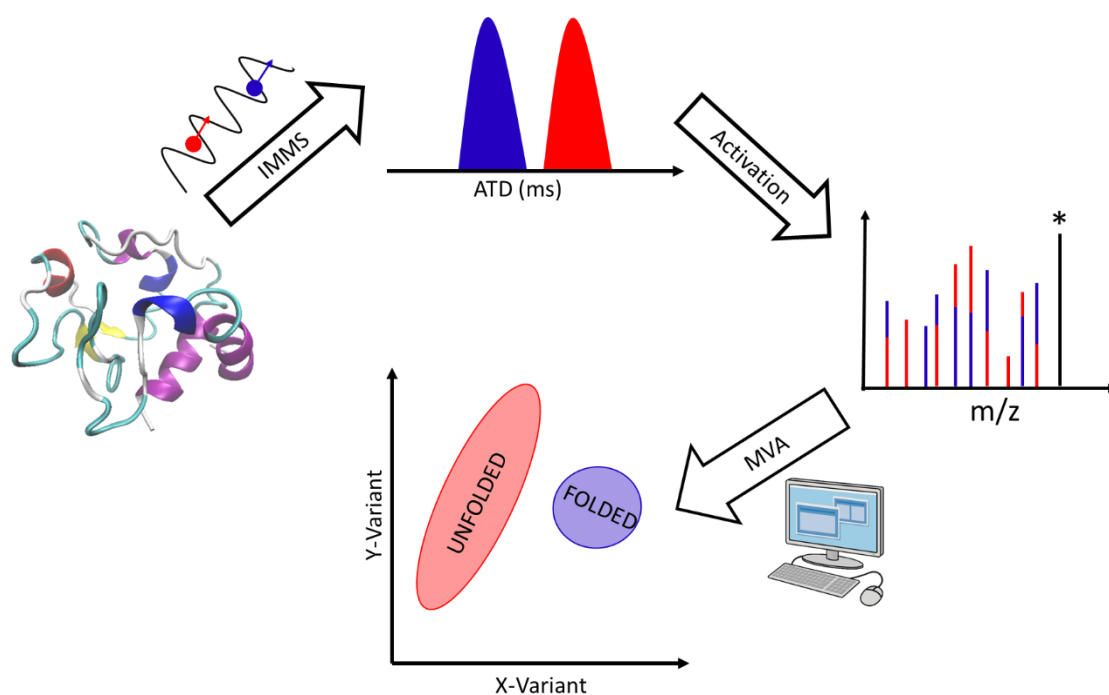 IMMS
ATD (ms)
Activation
*
m/z
MVA
UNFOLDED
FOLDED
Y-Variant
X-Variant